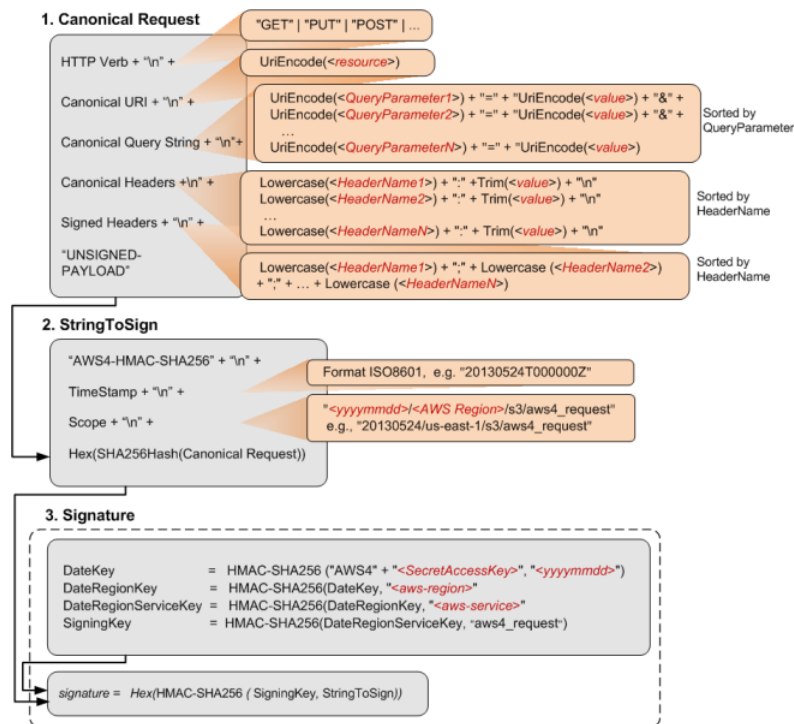 1. Canonical Request
"GET" | "PUT" | "POST" | ...
HTTP Verb + "\n" +
UriEncode(<resource>)
Canonical URI + "\n" +
UriEncode(<QueryParameter1>) + "=" + "UriEncode(<value>) + "&" +
UriEncode(<QueryParameter2>) + "=" + "UriEncode(<value>) + "&" +
...
UriEncode(<QueryParameterN>) + "=" + "UriEncode(<value>)
Sorted by
QueryParameter
Canonical Query String + "\n"+
Canonical Headers +\n" +
Lowercase(<HeaderName1>) + ":" +Trim(<value>) + "\n"
Lowercase(<HeaderName2>) + ":" + Trim(<value>) + "\n"
...
Lowercase(<HeaderNameN>) + ":" + Trim(<value>) + "\n"
Sorted by
HeaderName
Signed Headers + "\n" +
"UNSIGNED-
PAYLOAD"
Lowercase(<HeaderName1>) + ";" + Lowercase (<HeaderName2>)
+ ";" + ... + Lowercase (<HeaderNameN>)
Sorted by
HeaderName
2. StringToSign
"AWS4-HMAC-SHA256" + "\n" +
Format ISO8601, e.g. "20130524T000000Z"
TimeStamp + "\n" +
"<yyyymmdd>/<AWS Region>/s3/aws4_request"
e.g., "20130524/us-east-1/s3/aws4_request"
Scope + "\n" +
Hex(SHA256Hash(Canonical Request))
3. Signature
DateKey = HMAC-SHA256 ("AWS4" + "<SecretAccessKey>", "<yyyymmdd>")
DateRegionKey = HMAC-SHA256(DateKey, "<aws-region>"
DateRegionServiceKey = HMAC-SHA256(DateRegionKey, "<aws-service>"
SigningKey = HMAC-SHA256(DateRegionServiceKey, "aws4_request")
signature = Hex(HMAC-SHA256 ( SigningKey, StringToSign))